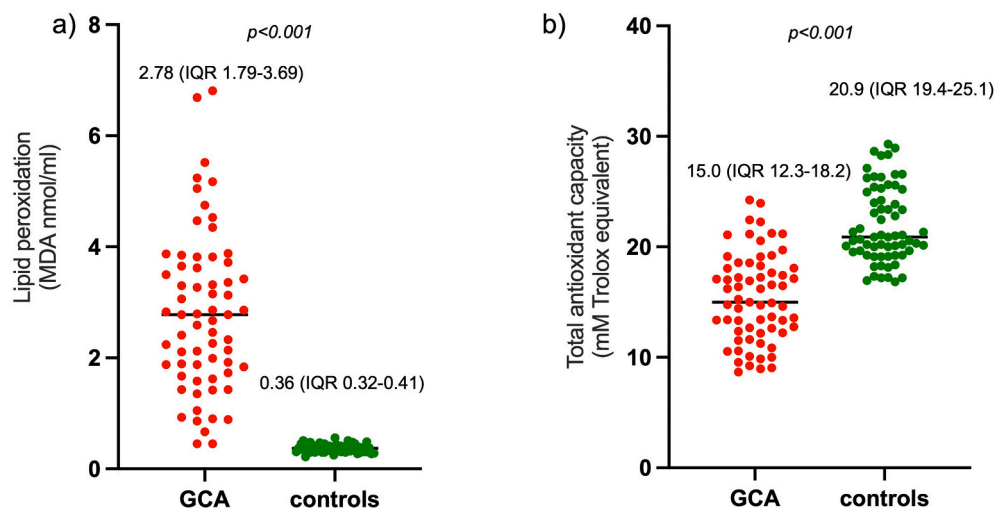 a)
p<0.001
2.78 (IQR 1.79-3.69)
0.36 (IQR 0.32-0.41)
Lipid peroxidation
(MDA nmol/ml)
8
6
4
2
0
GCA controls
b)
p<0.001
20.9 (IQR 19.4-25.1)
15.0 (IQR 12.3-18.2)
Total antioxidant capacity
(mM Trolox equivalent)
40
30
20
10
0
GCA controls